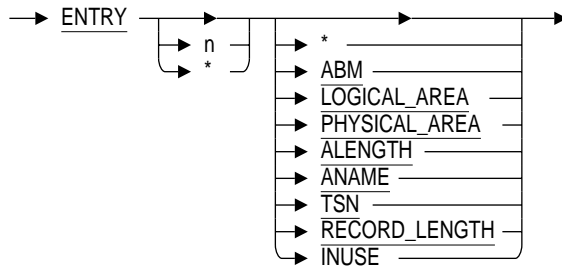 ENTRY
n
*
*
ABM
LOGICAL_AREA
PHYSICAL_AREA
ALENGTH
ANAME
TSN
RECORD_LENGTH
INUSE